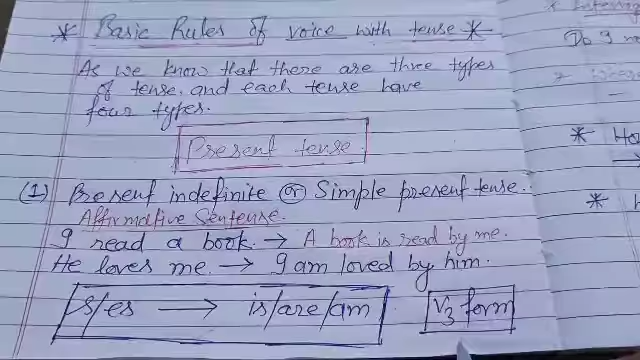 * Basic Rules of voice with tense *
As we know that there are three types
of tense. and each tense have
four types.
Present tense
(1) Present indefinite or Simple present tense.
Affirmative Sentense.
I read a book. → A book is read by me.
He loves me. → I am loved by him.
s/es → is/are/am
V3 form
Do I
*
→
*